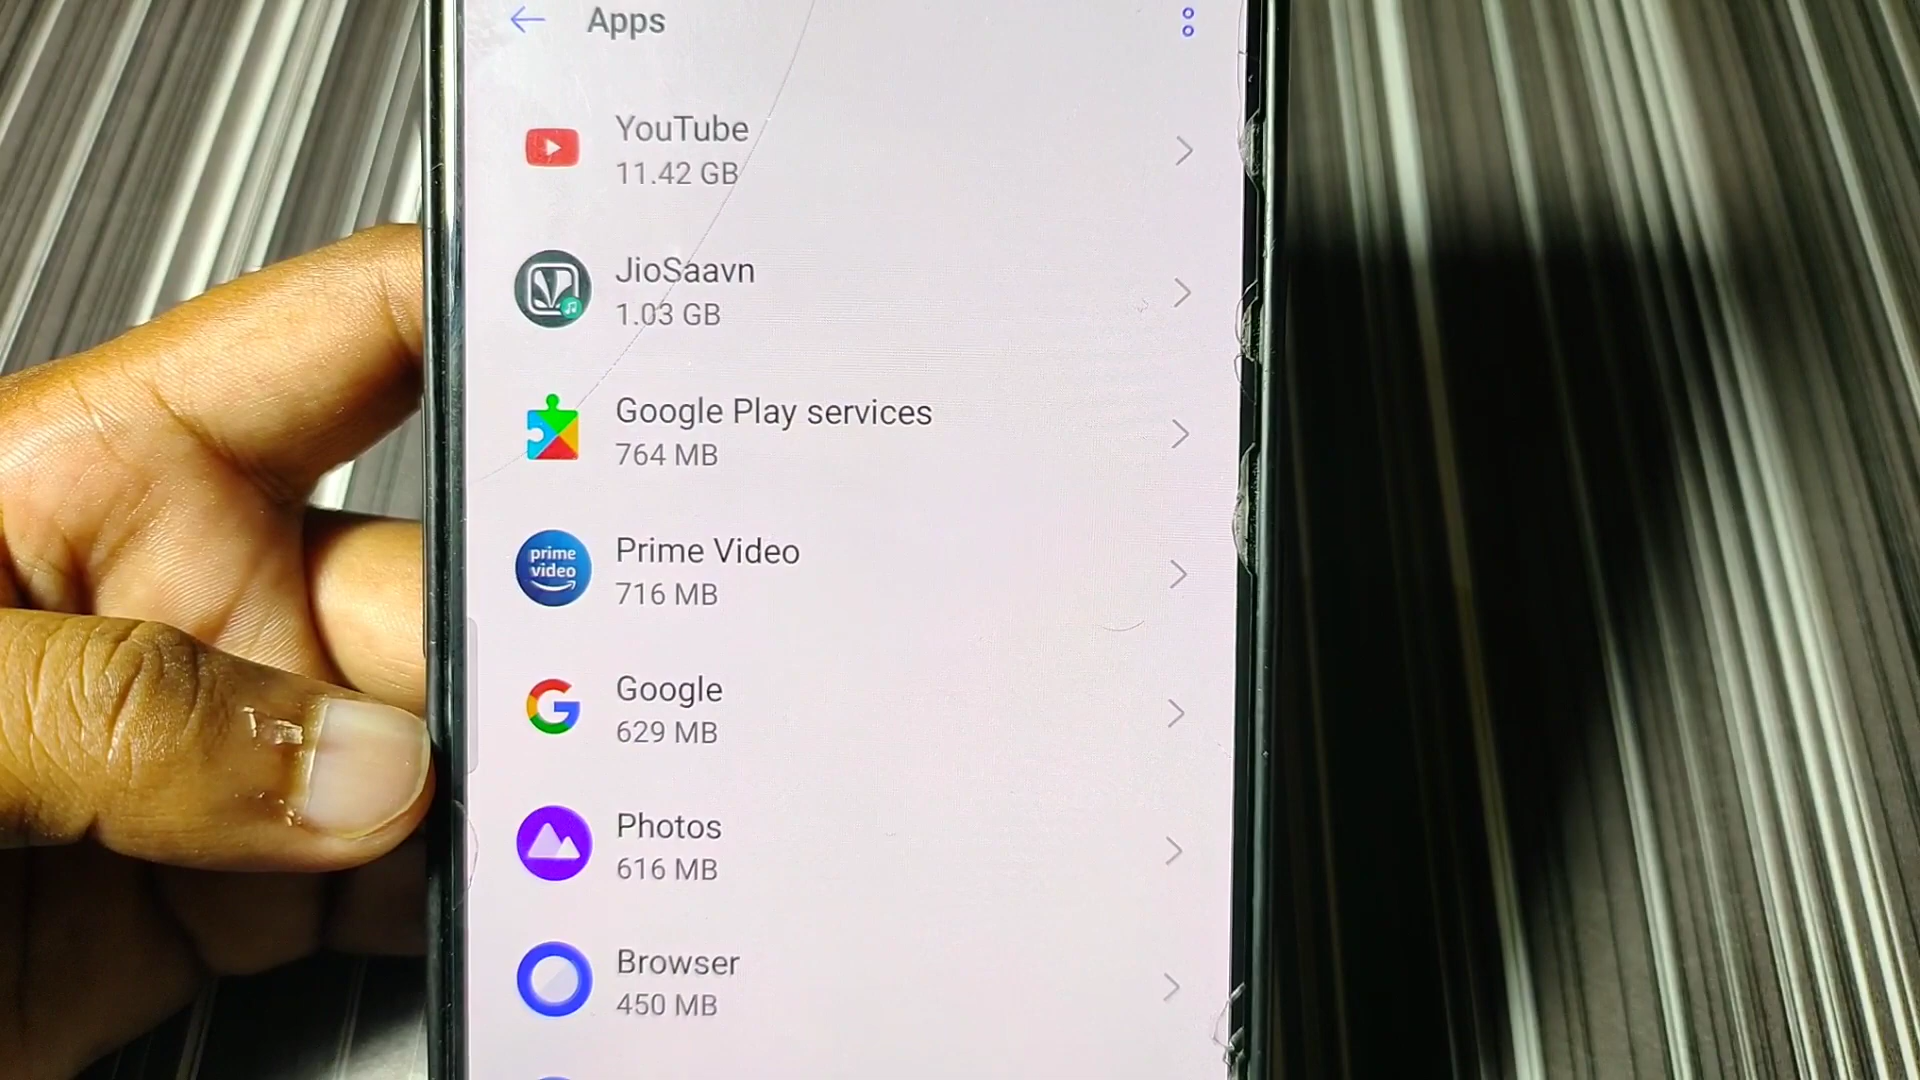 Apps
YouTube
11.42 GB
JioSaavn
1.03 GB
Google Play services
764 MB
prime
video
Prime Video
716 MB
G
Google
629 MB
Photos
616 MB
Browser
450 MB